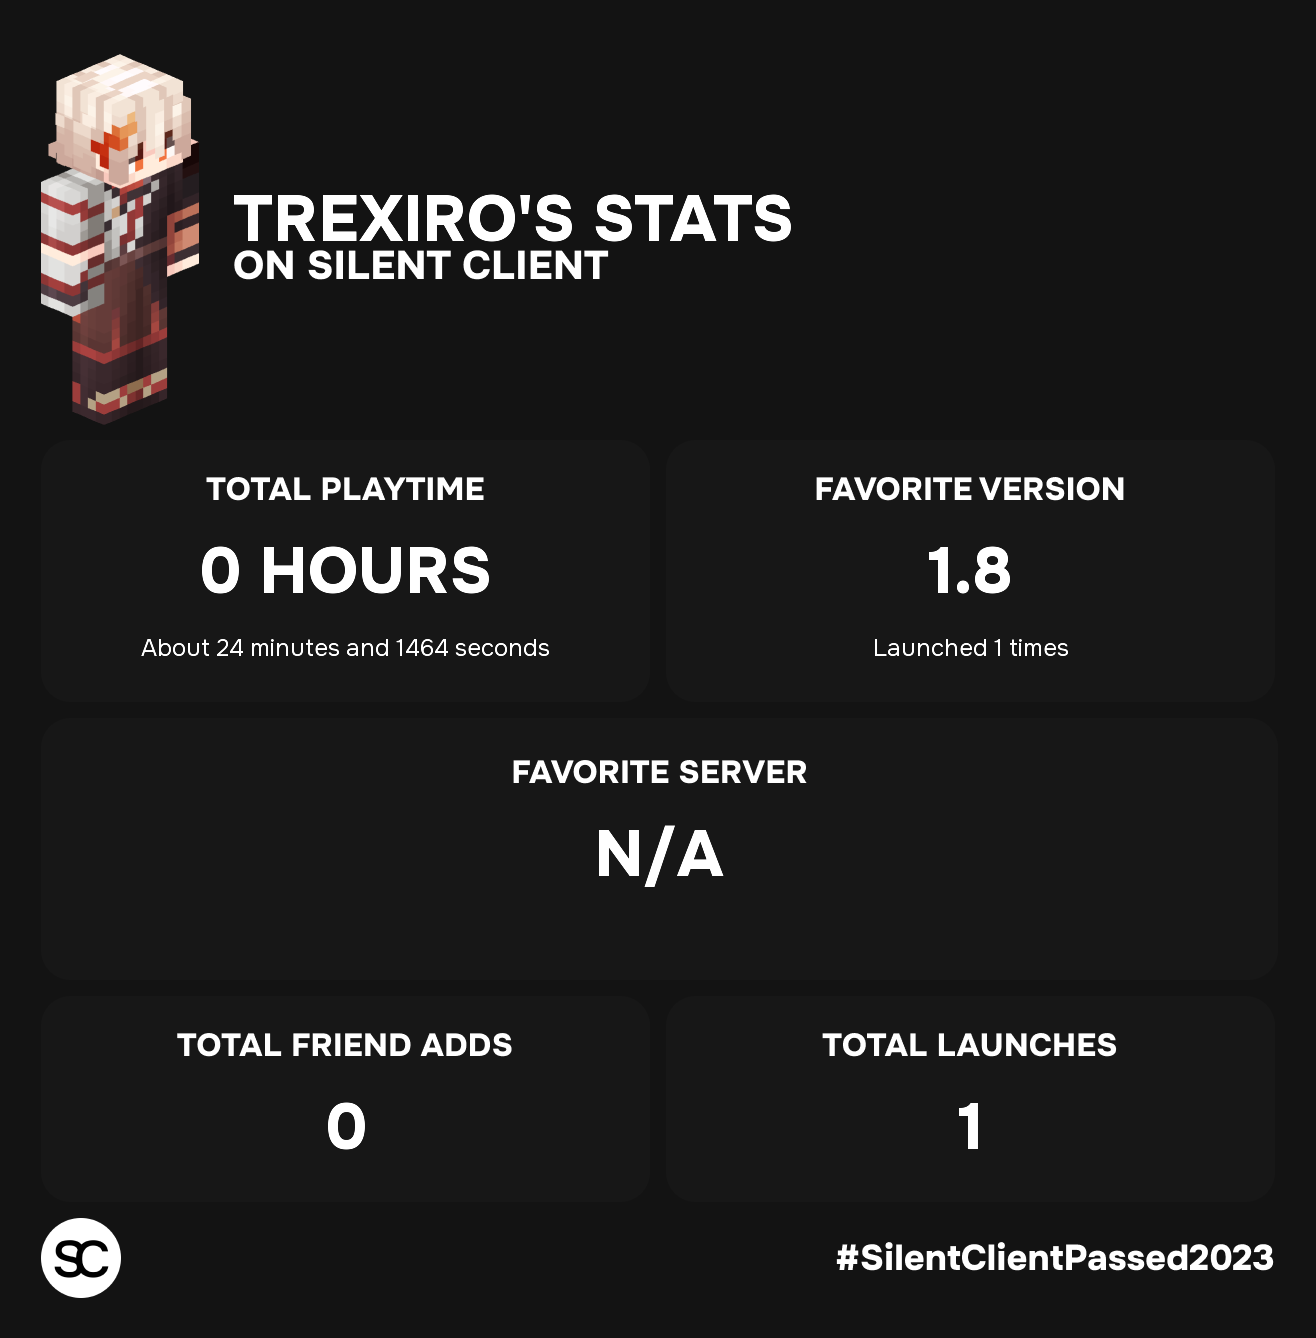 TREXIRO'S STATS
ON SILENT CLIENT
TOTAL PLAYTIME
0 HOURS
About 24 minutes and 1464 seconds
FAVORITE VERSION
1.8
Launched 1 times
FAVORITE SERVER
N/A
TOTAL FRIEND ADDS
0
TOTAL LAUNCHES
1
SC
#SilentClientPassed2023